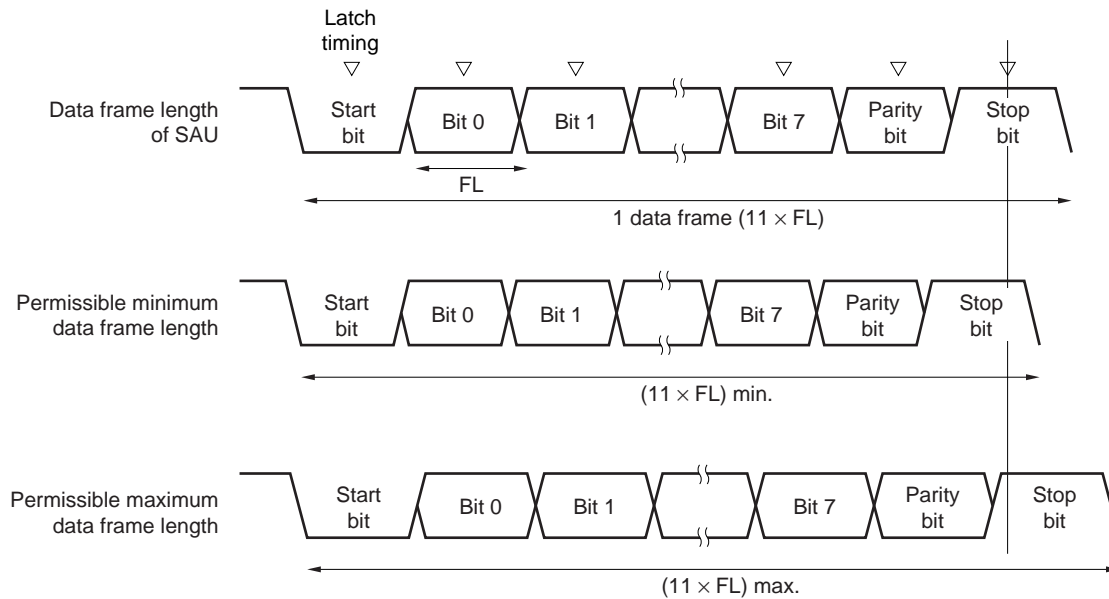 Latch
timing
Data frame length
of SAU
Start
bit
Bit 0
Bit 1
Bit 7
Parity
bit
Stop
bit
FL
1 data frame (11 × FL)
Permissible minimum
data frame length
Start
bit
Bit 0
Bit 1
Bit 7
Parity
bit
Stop
bit
(11 × FL) min.
Permissible maximum
data frame length
Start
bit
Bit 0
Bit 1
Bit 7
Parity
bit
Stop
bit
(11 × FL) max.